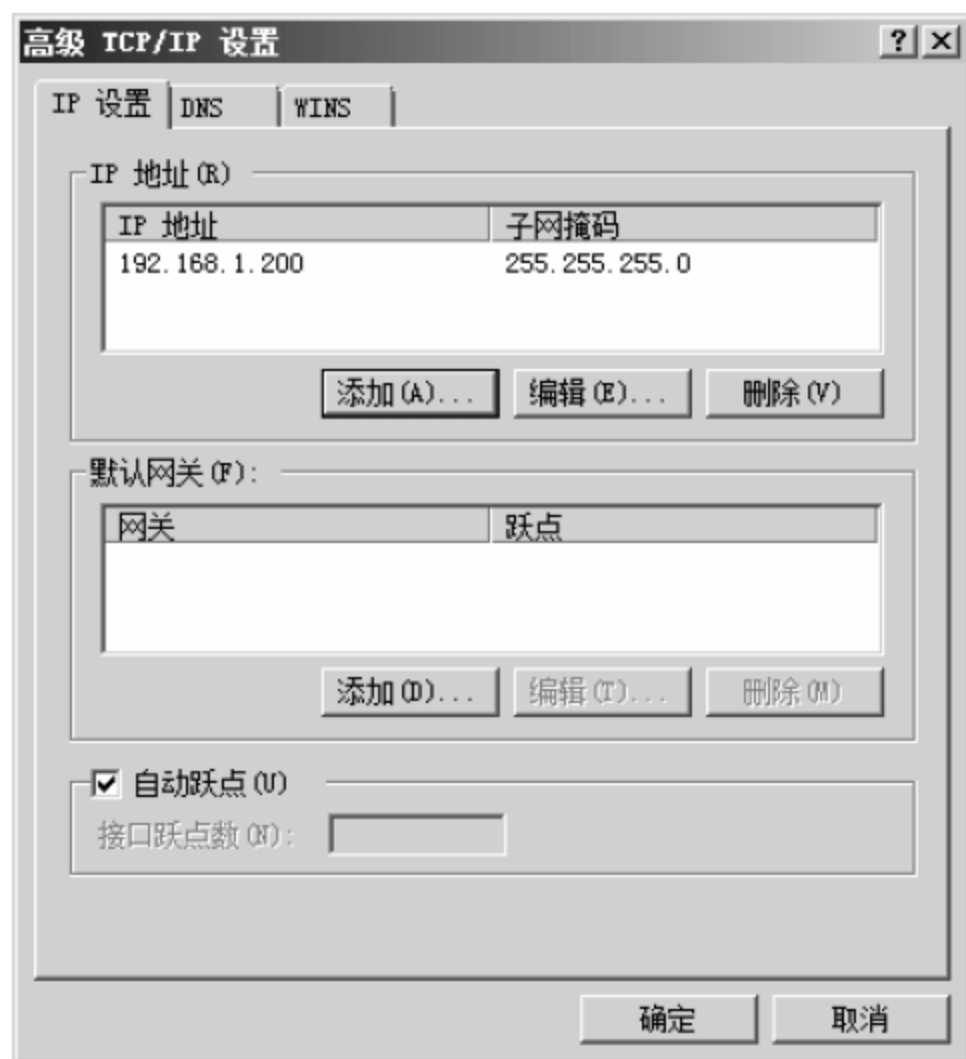 高级 TCP/IP 设置
IP 设置 DNS WINS
IP 地址(R)
IP 地址 子网掩码
192.168.1.200 255.255.255.0
添加(A)... 编辑(E)... 删除(V)
默认网关(F):
网关 跃点
添加(D)... 编辑(T)... 删除(M)
自动跃点(U)
接口跃点数(N):
确定 取消